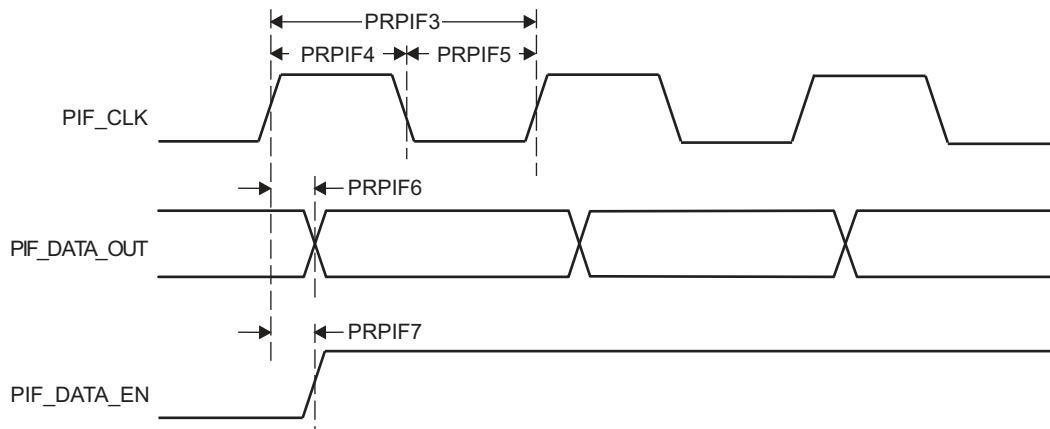 PRPIF3
PRPIF4
PRPIF5
PIF_CLK
PRPIF6
PIF_DATA_OUT
PRPIF7
PIF_DATA_EN